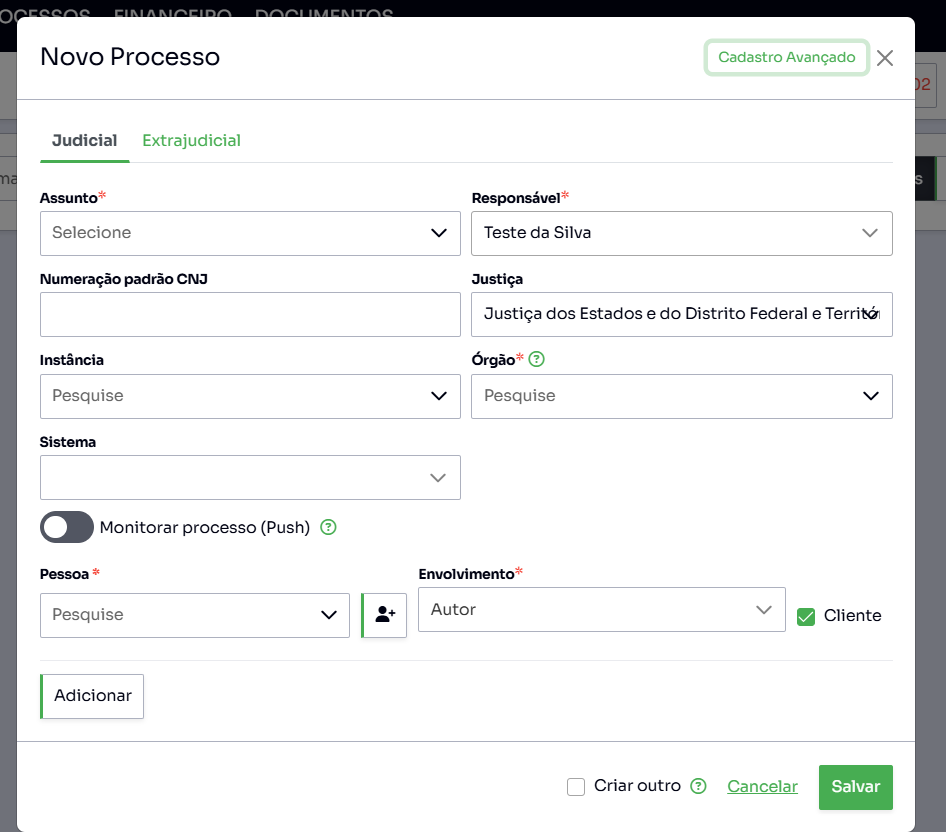 FINANCEIRO DOCUMENTOS
Novo Processo
Cadastro Avançado
Judicial
Extrajudicial
Assunto*
Responsável*
Selecione
Teste da Silva
Numeração padrão CNJ
Justiça
Justiça dos Estados e do Distrito Federal e
Instância
Órgão* ?
Pesquise
Pesquise
Sistema
Monitorar processo (Push) ?
Pessoa *
Envolvimento*
Pesquise
Autor
Cliente
Adicionar
Criar outro ?
Cancelar
Salvar